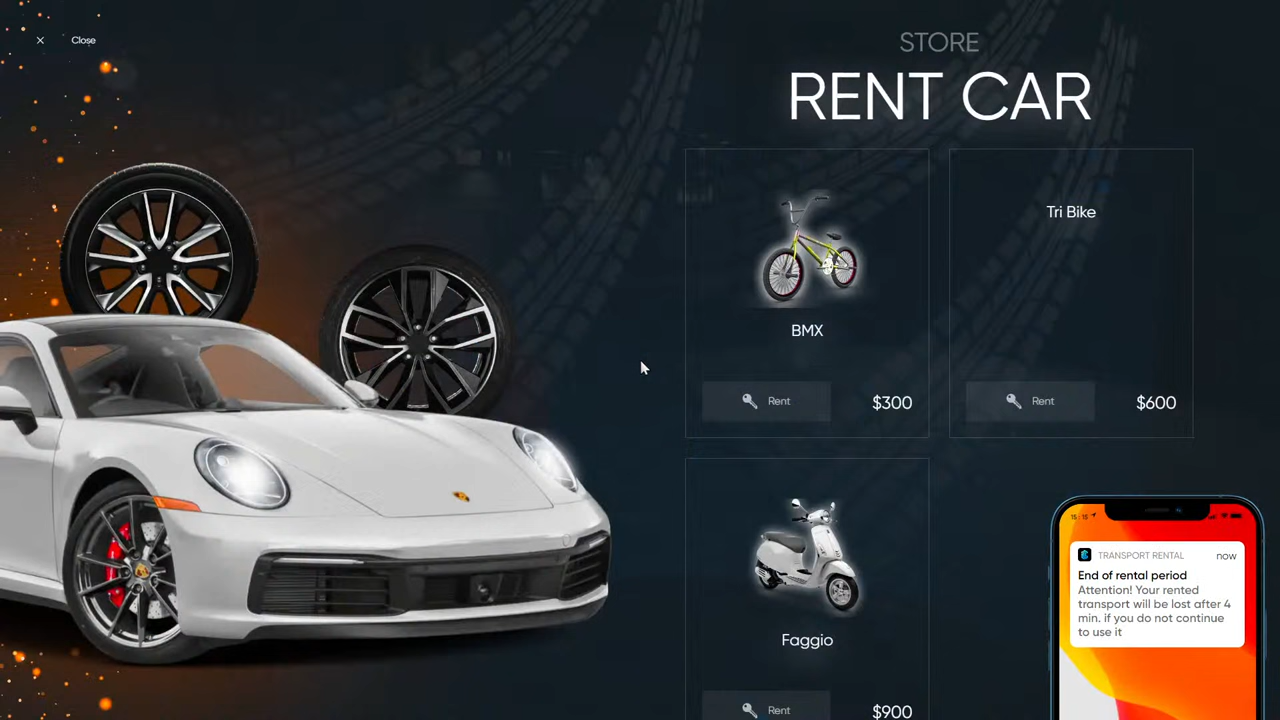 Close
STORE
RENT CAR
BMX
Rent
$300
Tri Bike
Rent
$600
Faggio
Rent
$900
15:15
TRANSPORT RENTAL
now
End of rental period
Attention! Your rented
transport will be lost after 4
min. if you do not continue
to use it